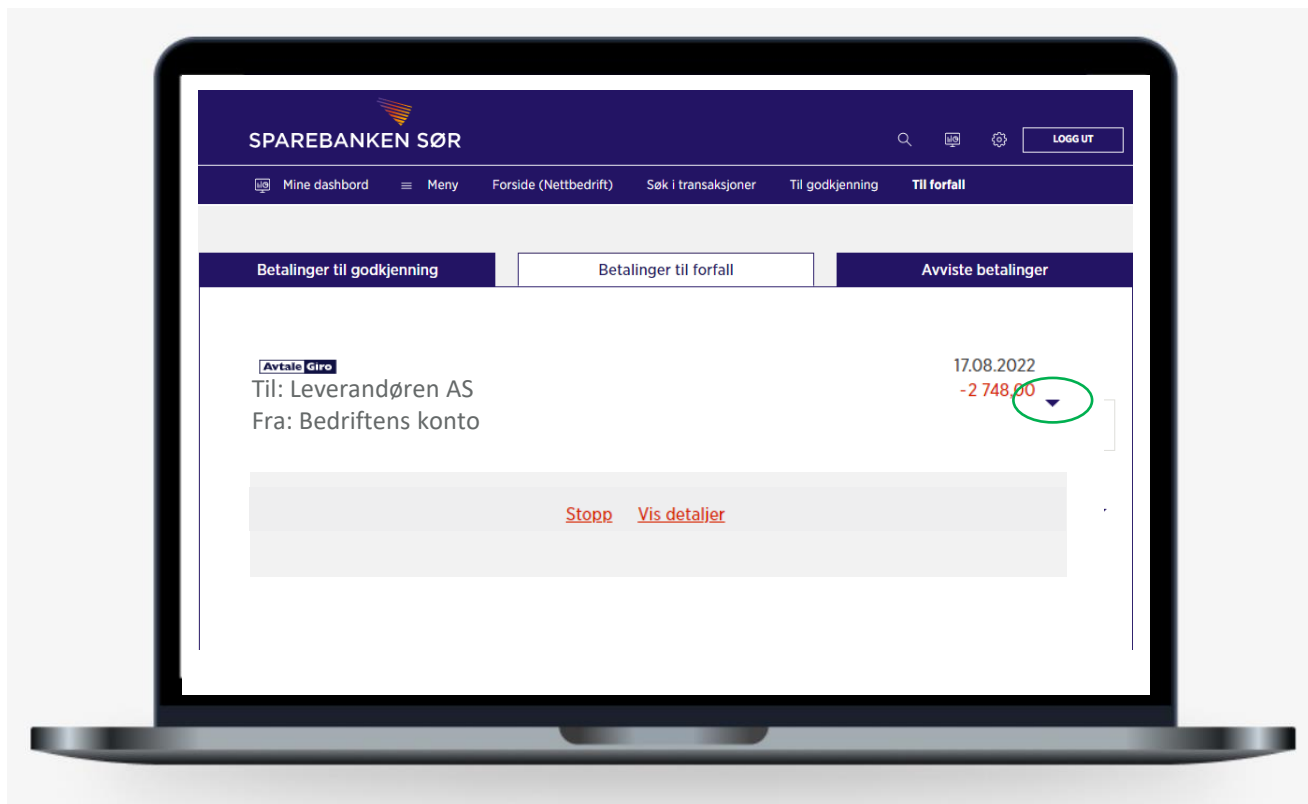 SPAREBANKEN SØR
LOGG UT
Mine dashbord Meny Forside (Nettbedrift) Søk i transaksjoner Til godkjenning Til forfall
Betalinger til godkjenning Betalinger til forfall Avviste betalinger
Avtale Giro 17.08.2022
Til: Leverandøren AS -2 748,00
Fra: Bedriftens konto
Stopp Vis detaljer